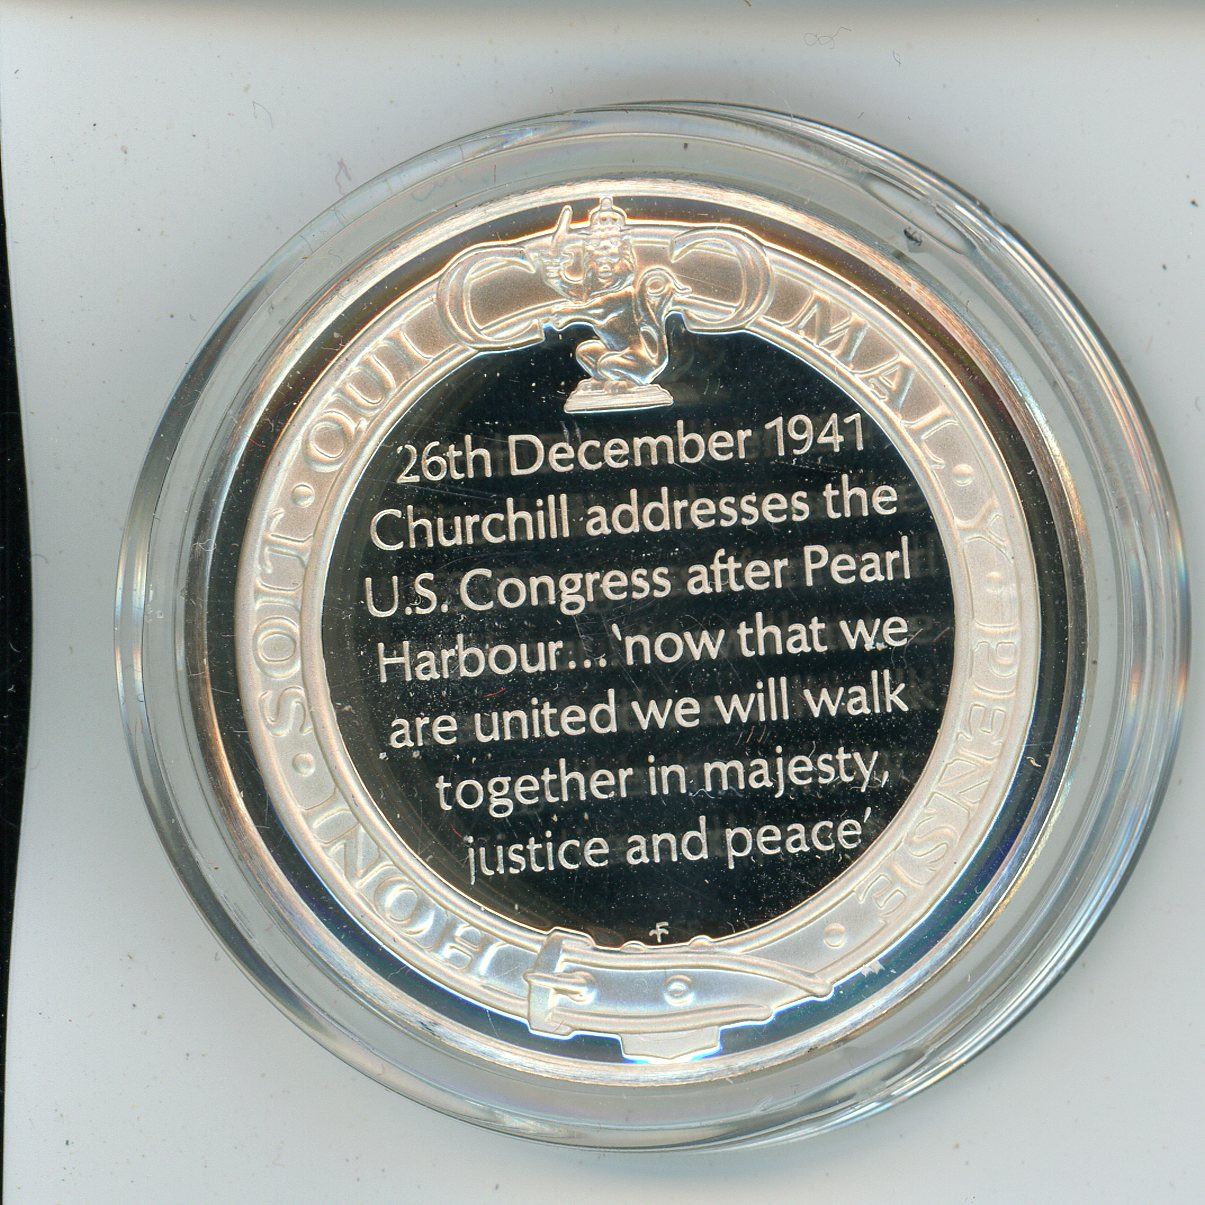 26th December 1941
Churchill addresses the
U.S. Congress after Pearl
Harbour... 'now that we
are united we will walk
together in majesty,
justice and peace'
F
HONI · SOIT · QUI MAL · Y · PENSE ·